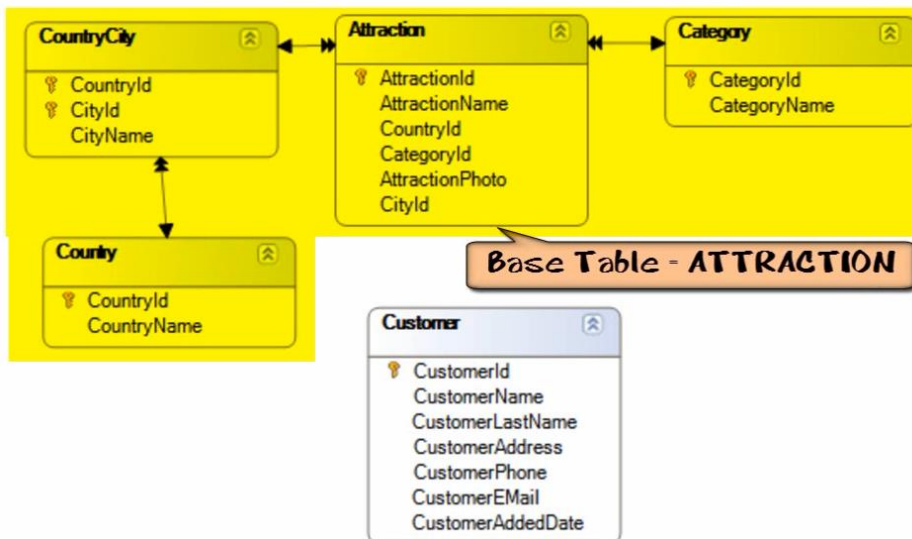 CountryCity
CountryId
CityId
CityName
Attraction
AttractionId
AttractionName
CountryId
CategoryId
AttractionPhoto
CityId
Category
CategoryId
CategoryName
Country
CountryId
CountryName
Base Table - ATTRACTION
Customer
CustomerId
CustomerName
CustomerLastName
CustomerAddress
CustomerPhone
CustomerEMail
CustomerAddedDate